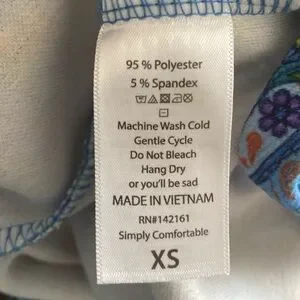 95 % Polyester
5 % Spandex
Machine Wash Cold
Gentle Cycle
Do Not Bleach
Hang Dry
or you'll be sad
MADE IN VIETNAM
RN#142161
Simply Comfortable
XS